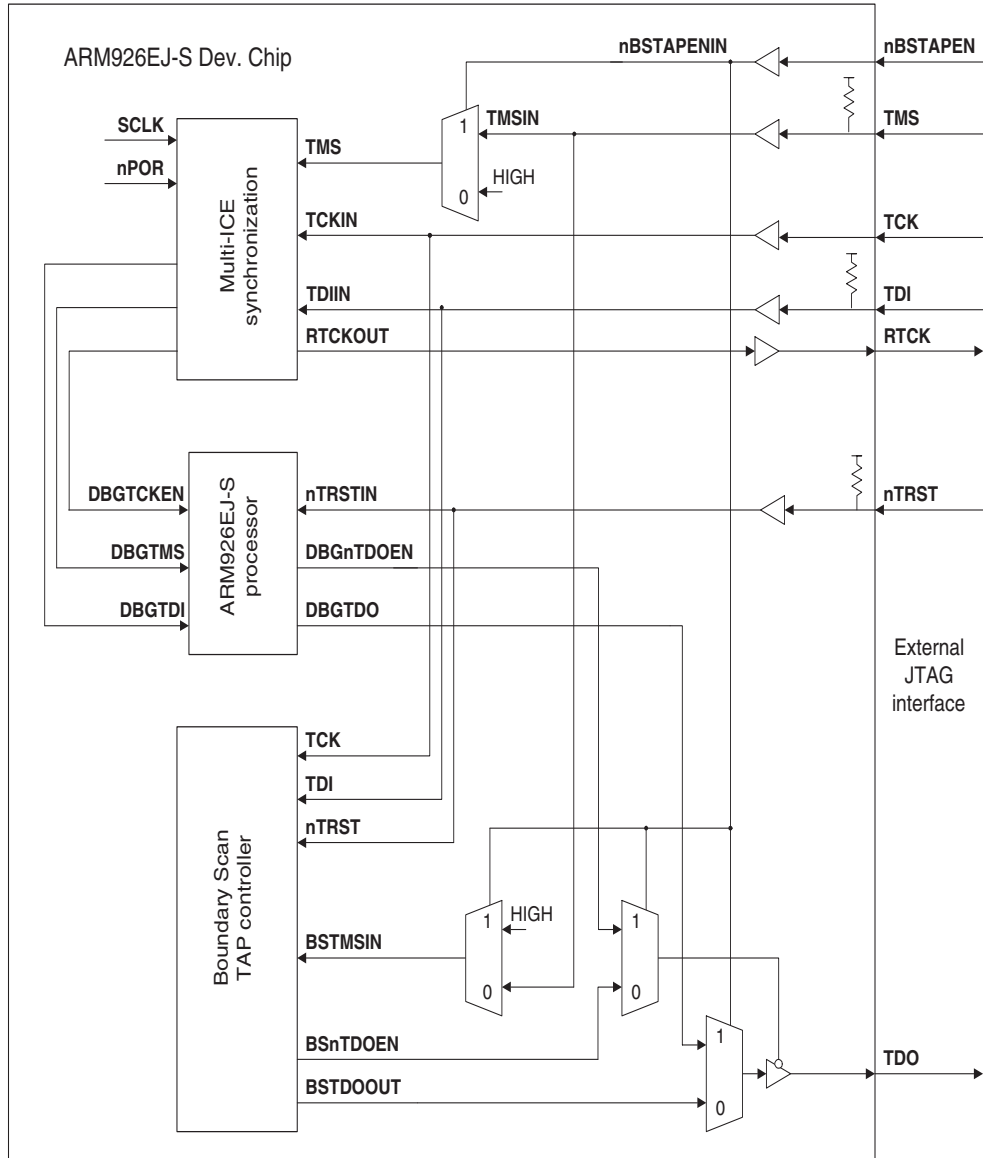 ARM926EJ-S Dev. Chip
nBSTAPENIN
nBSTAPEN
SCLK
nPOR
TMS
1
0
TMSIN
HIGH
TMS
Multi-ICE
synchronization
TCKIN
TCK
TDIIN
TDI
RTCKOUT
RTCK
DBGTCKEN
DBGTMS
DBGTDI
ARM926EJ-S
processor
nTRSTIN
nTRST
DBGnTDOEN
DBGTDO
External
JTAG
interface
Boundary Scan
TAP controller
TCK
TDI
nTRST
BSTMSIN
1
0
HIGH
1
0
BSnTDOEN
BSTDOOUT
1
0
TDO